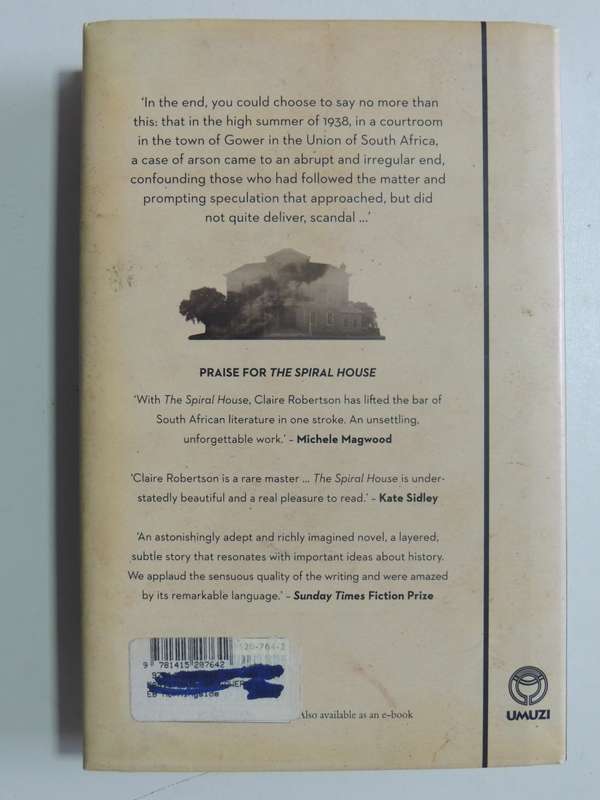 ‘In the end, you could choose to say no more than
this: that in the high summer of 1938, in a courtroom
in the town of Gower in the Union of South Africa,
a case of arson came to an abrupt and irregular end,
confounding those who had followed the matter and
prompting speculation that approached, but did
not quite deliver, scandal ...’
PRAISE FOR THE SPIRAL HOUSE
‘With The Spiral House, Claire Robertson has lifted the bar of
South African literature in one stroke. An unsettling,
unforgettable work.’ – Michele Magwood
‘Claire Robertson is a rare master ... The Spiral House is under-
statedly beautiful and a real pleasure to read.’ – Kate Sidley
‘An astonishingly adept and richly imagined novel, a layered,
subtle story that resonates with important ideas about history.
We applaud the sensuous quality of the writing and were amazed
by its remarkable language.’ – Sunday Times Fiction Prize
520-764-2
9 781415 207642
Also available as an e-book
UMUZI